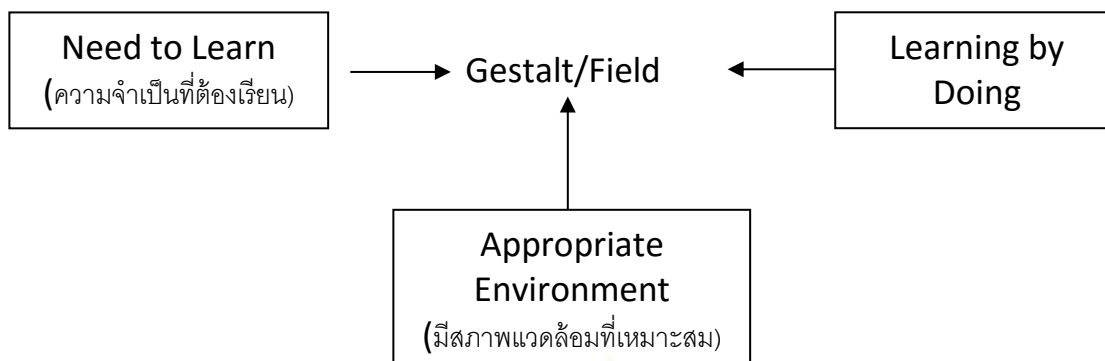 Need to Learn
(ความจำเป็นที่ต้องเรียน)
Gestalt/Field
Learning by
Doing
Appropriate
Environment
(มีสภาพแวดล้อมที่เหมาะสม)